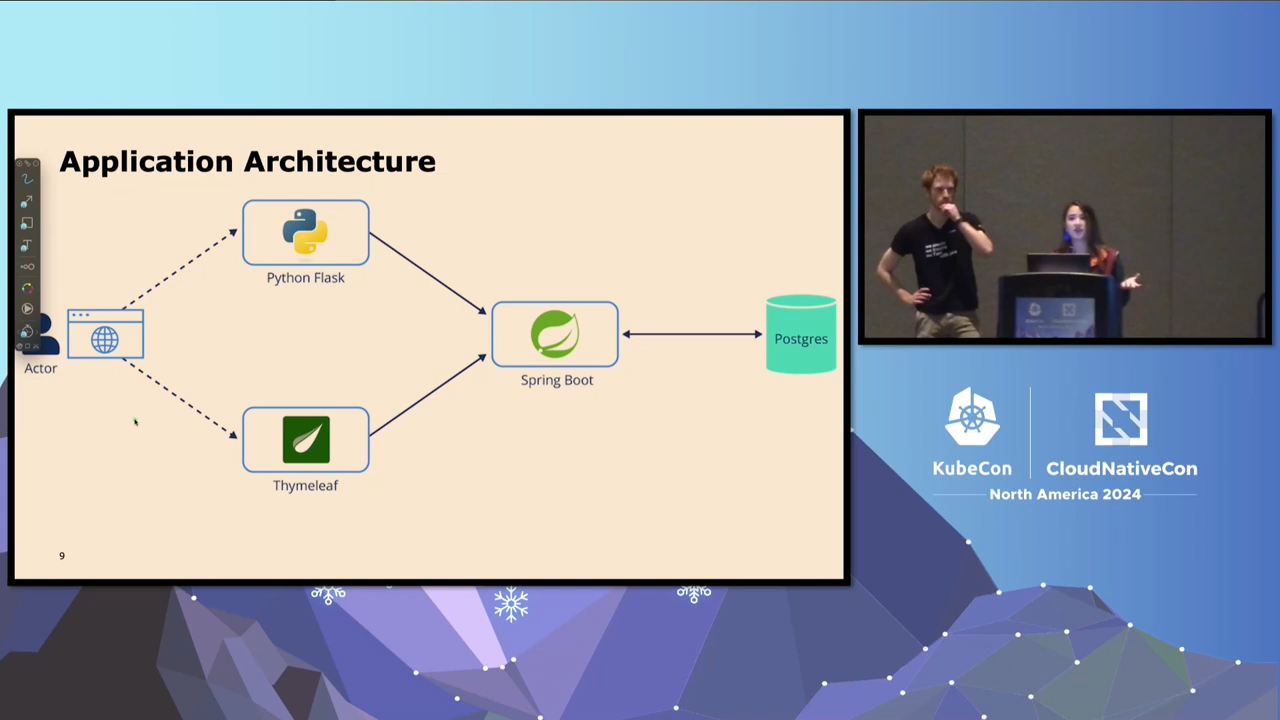 Application Architecture
Python Flask
Actor
Spring Boot
Postgres
Thymeleaf
9
KubeCon
CloudNativeCon
North America 2024